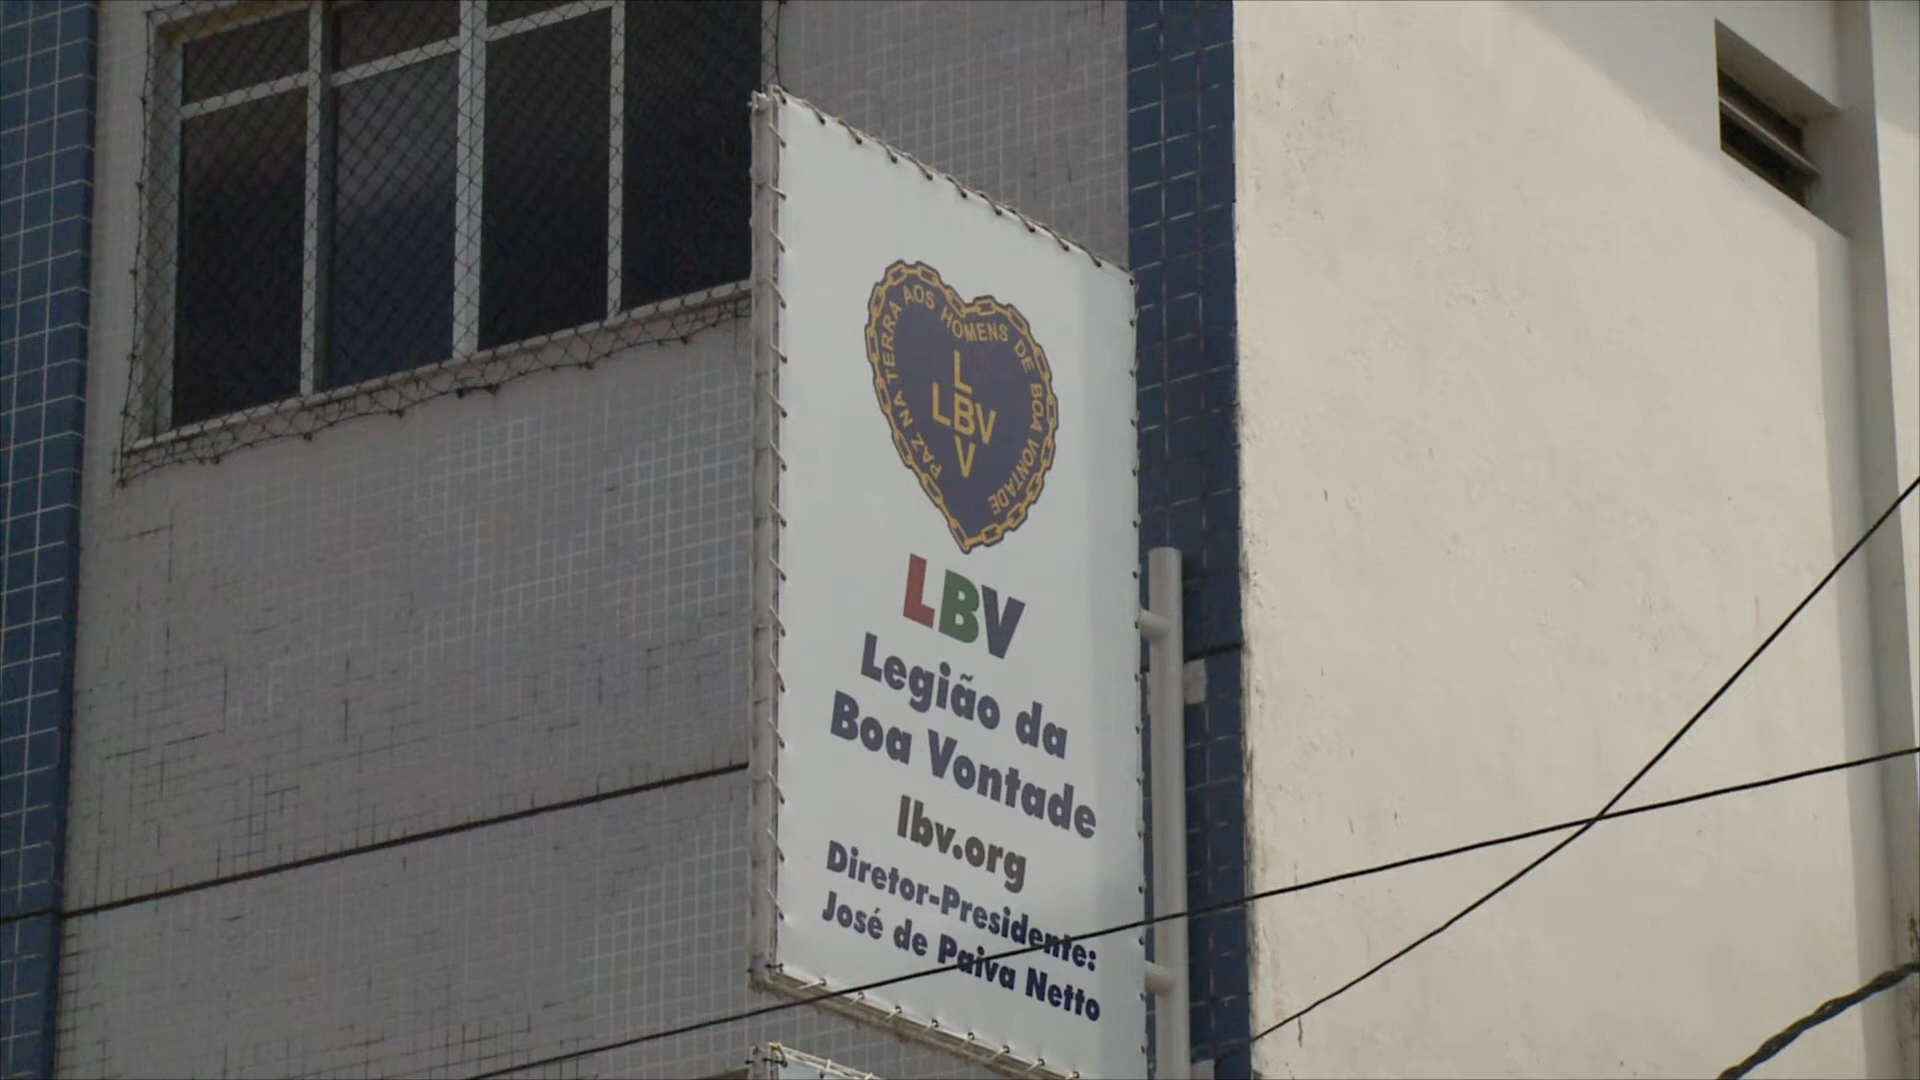 PAZ NA TERRA AOS HOMENS DE BOA VONTADE
L
LBV
V
LBV
Legião da
Boa Vontade
lbv.org
Diretor-Presidente:
José de Paiva Netto